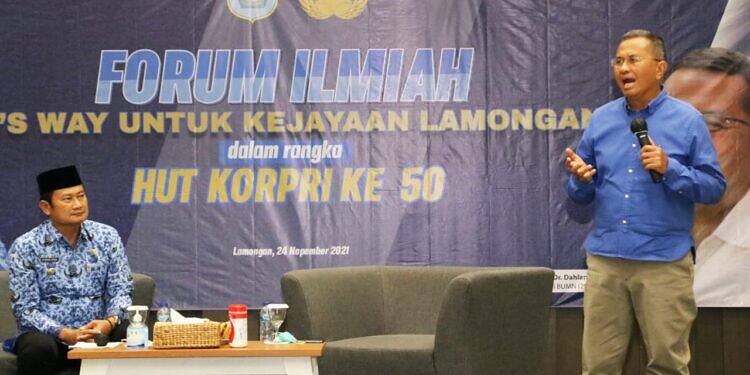 FORUM ILMIAH
'S WAY UNTUK KEJAYAAN LAMONGAN
dalam rangka
HUT KORPRI KE 50
Lamongan, 24 Nopember 2021
Dr. Dahlan
BUMN (2